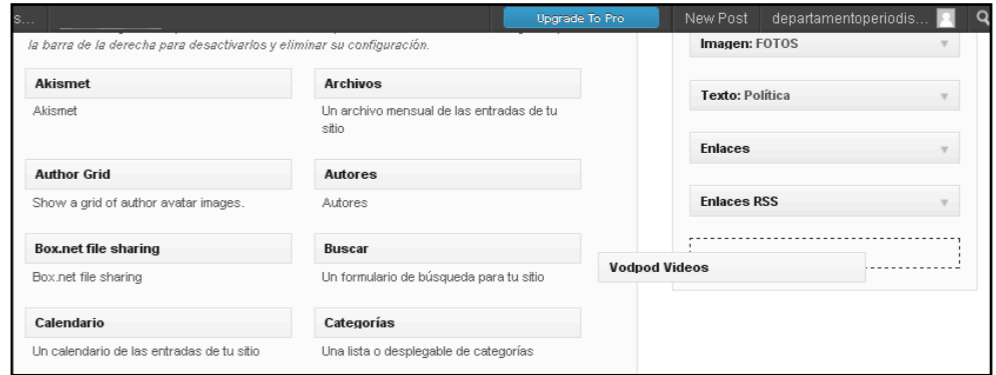 s...
Upgrade To Pro
New Post
departamentoperiodis...
la barra de la derecha para desactivarlos y eliminar su configuración.
Akismet
Akismet
Archivos
Un archivo mensual de las entradas de tu
sitio
Author Grid
Show a grid of author avatar images.
Autores
Autores
Box.net file sharing
Box.net file sharing
Buscar
Un formulario de búsqueda para tu sitio
Calendario
Un calendario de las entradas de tu sitio
Categorías
Una lista o desplegable de categorías
Imagen: FOTOS
Texto: Política
Enlaces
Enlaces RSS
Vodpod Videos